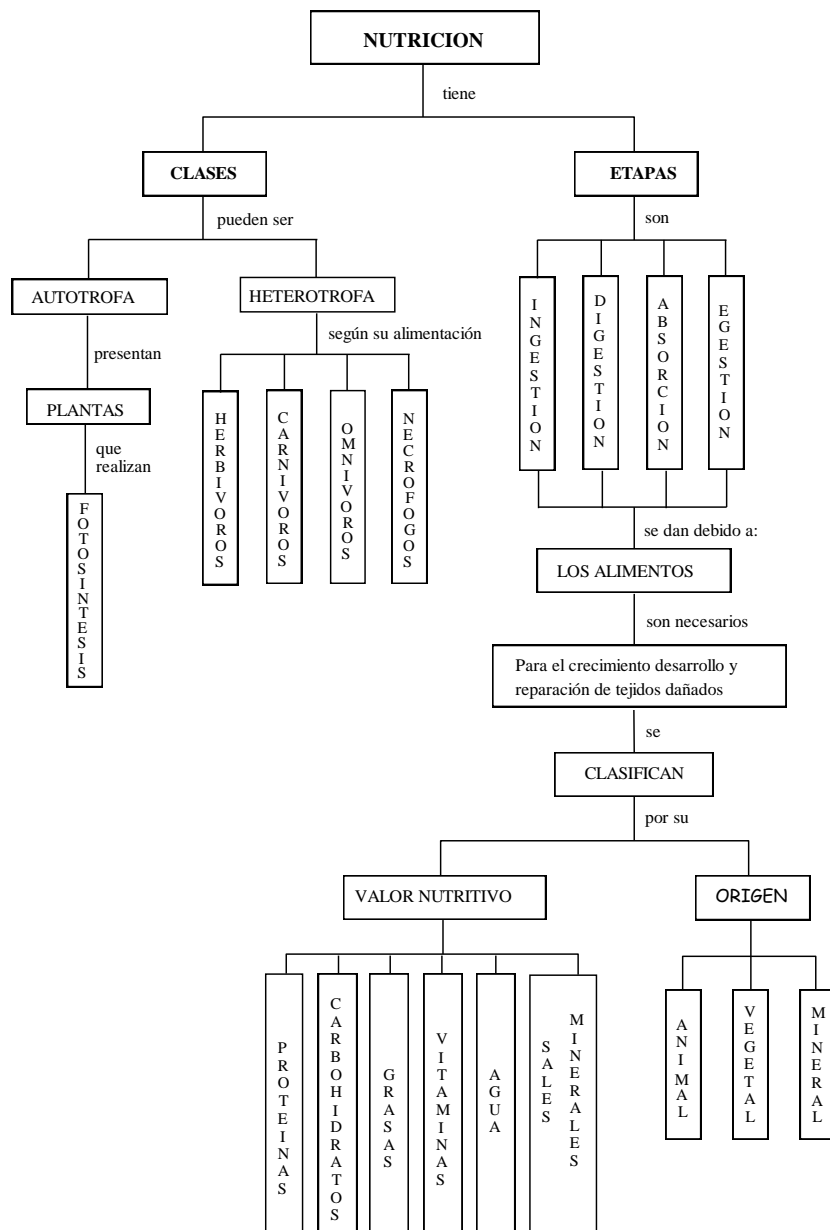 NUTRICION
tiene
CLASES
ETAPAS
pueden ser
son
AUTOTROFA
HETEROTROFA
INGESTION
DIGESTION
ABSORCION
EGESTION
presentan
según su alimentación
PLANTAS
HERBIVOROS
CARNIVOROS
OMNIVOROS
NECROFOGOS
que
realizan
FOTOSINTESIS
se dan debido a:
LOS ALIMENTOS
son necesarios
Para el crecimiento desarrollo y
reparación de tejidos dañados
se
CLASIFICAN
por su
VALOR NUTRITIVO
ORIGEN
PROTEINAS
CARBOHIDRATOS
GRASAS
VITAMINAS
AGUA
SALES
MINERALES
ANIMAL
VEGETAL
MINERAL